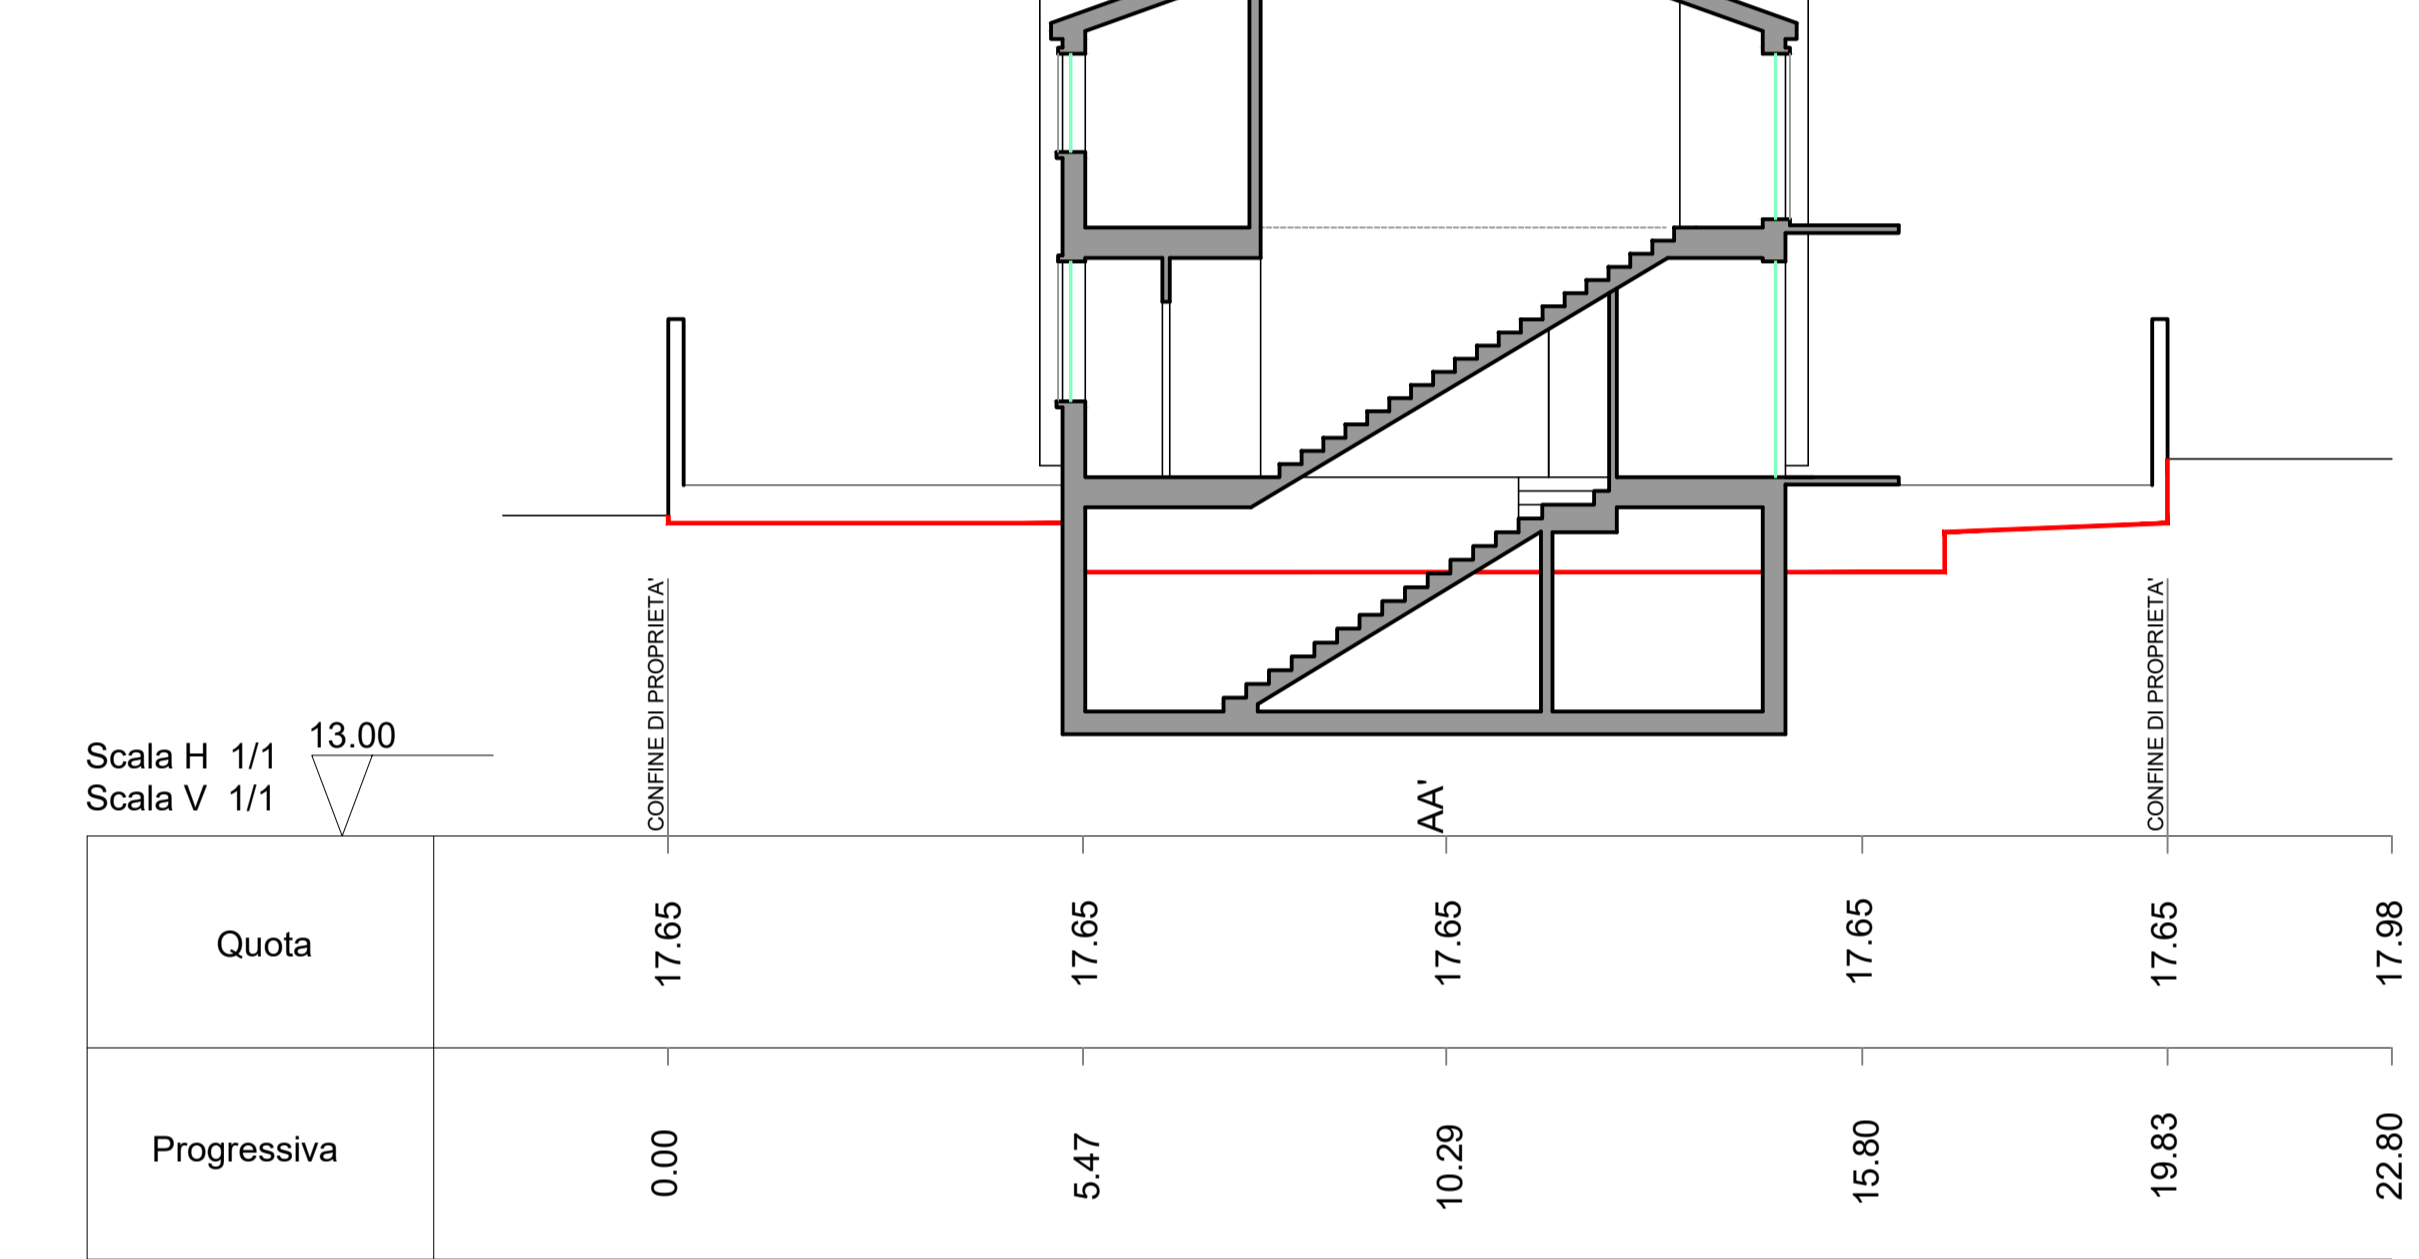 13.00
Scala H 1/1
Scala V 1/1
CONFINE DI PROPRIETA'
AA'
CONFINE DI PROPRIETA'
Quota
17.65
17.65
17.65
17.65
17.65
17.98
Progressiva
0.00
5.47
10.29
15.80
19.83
22.80